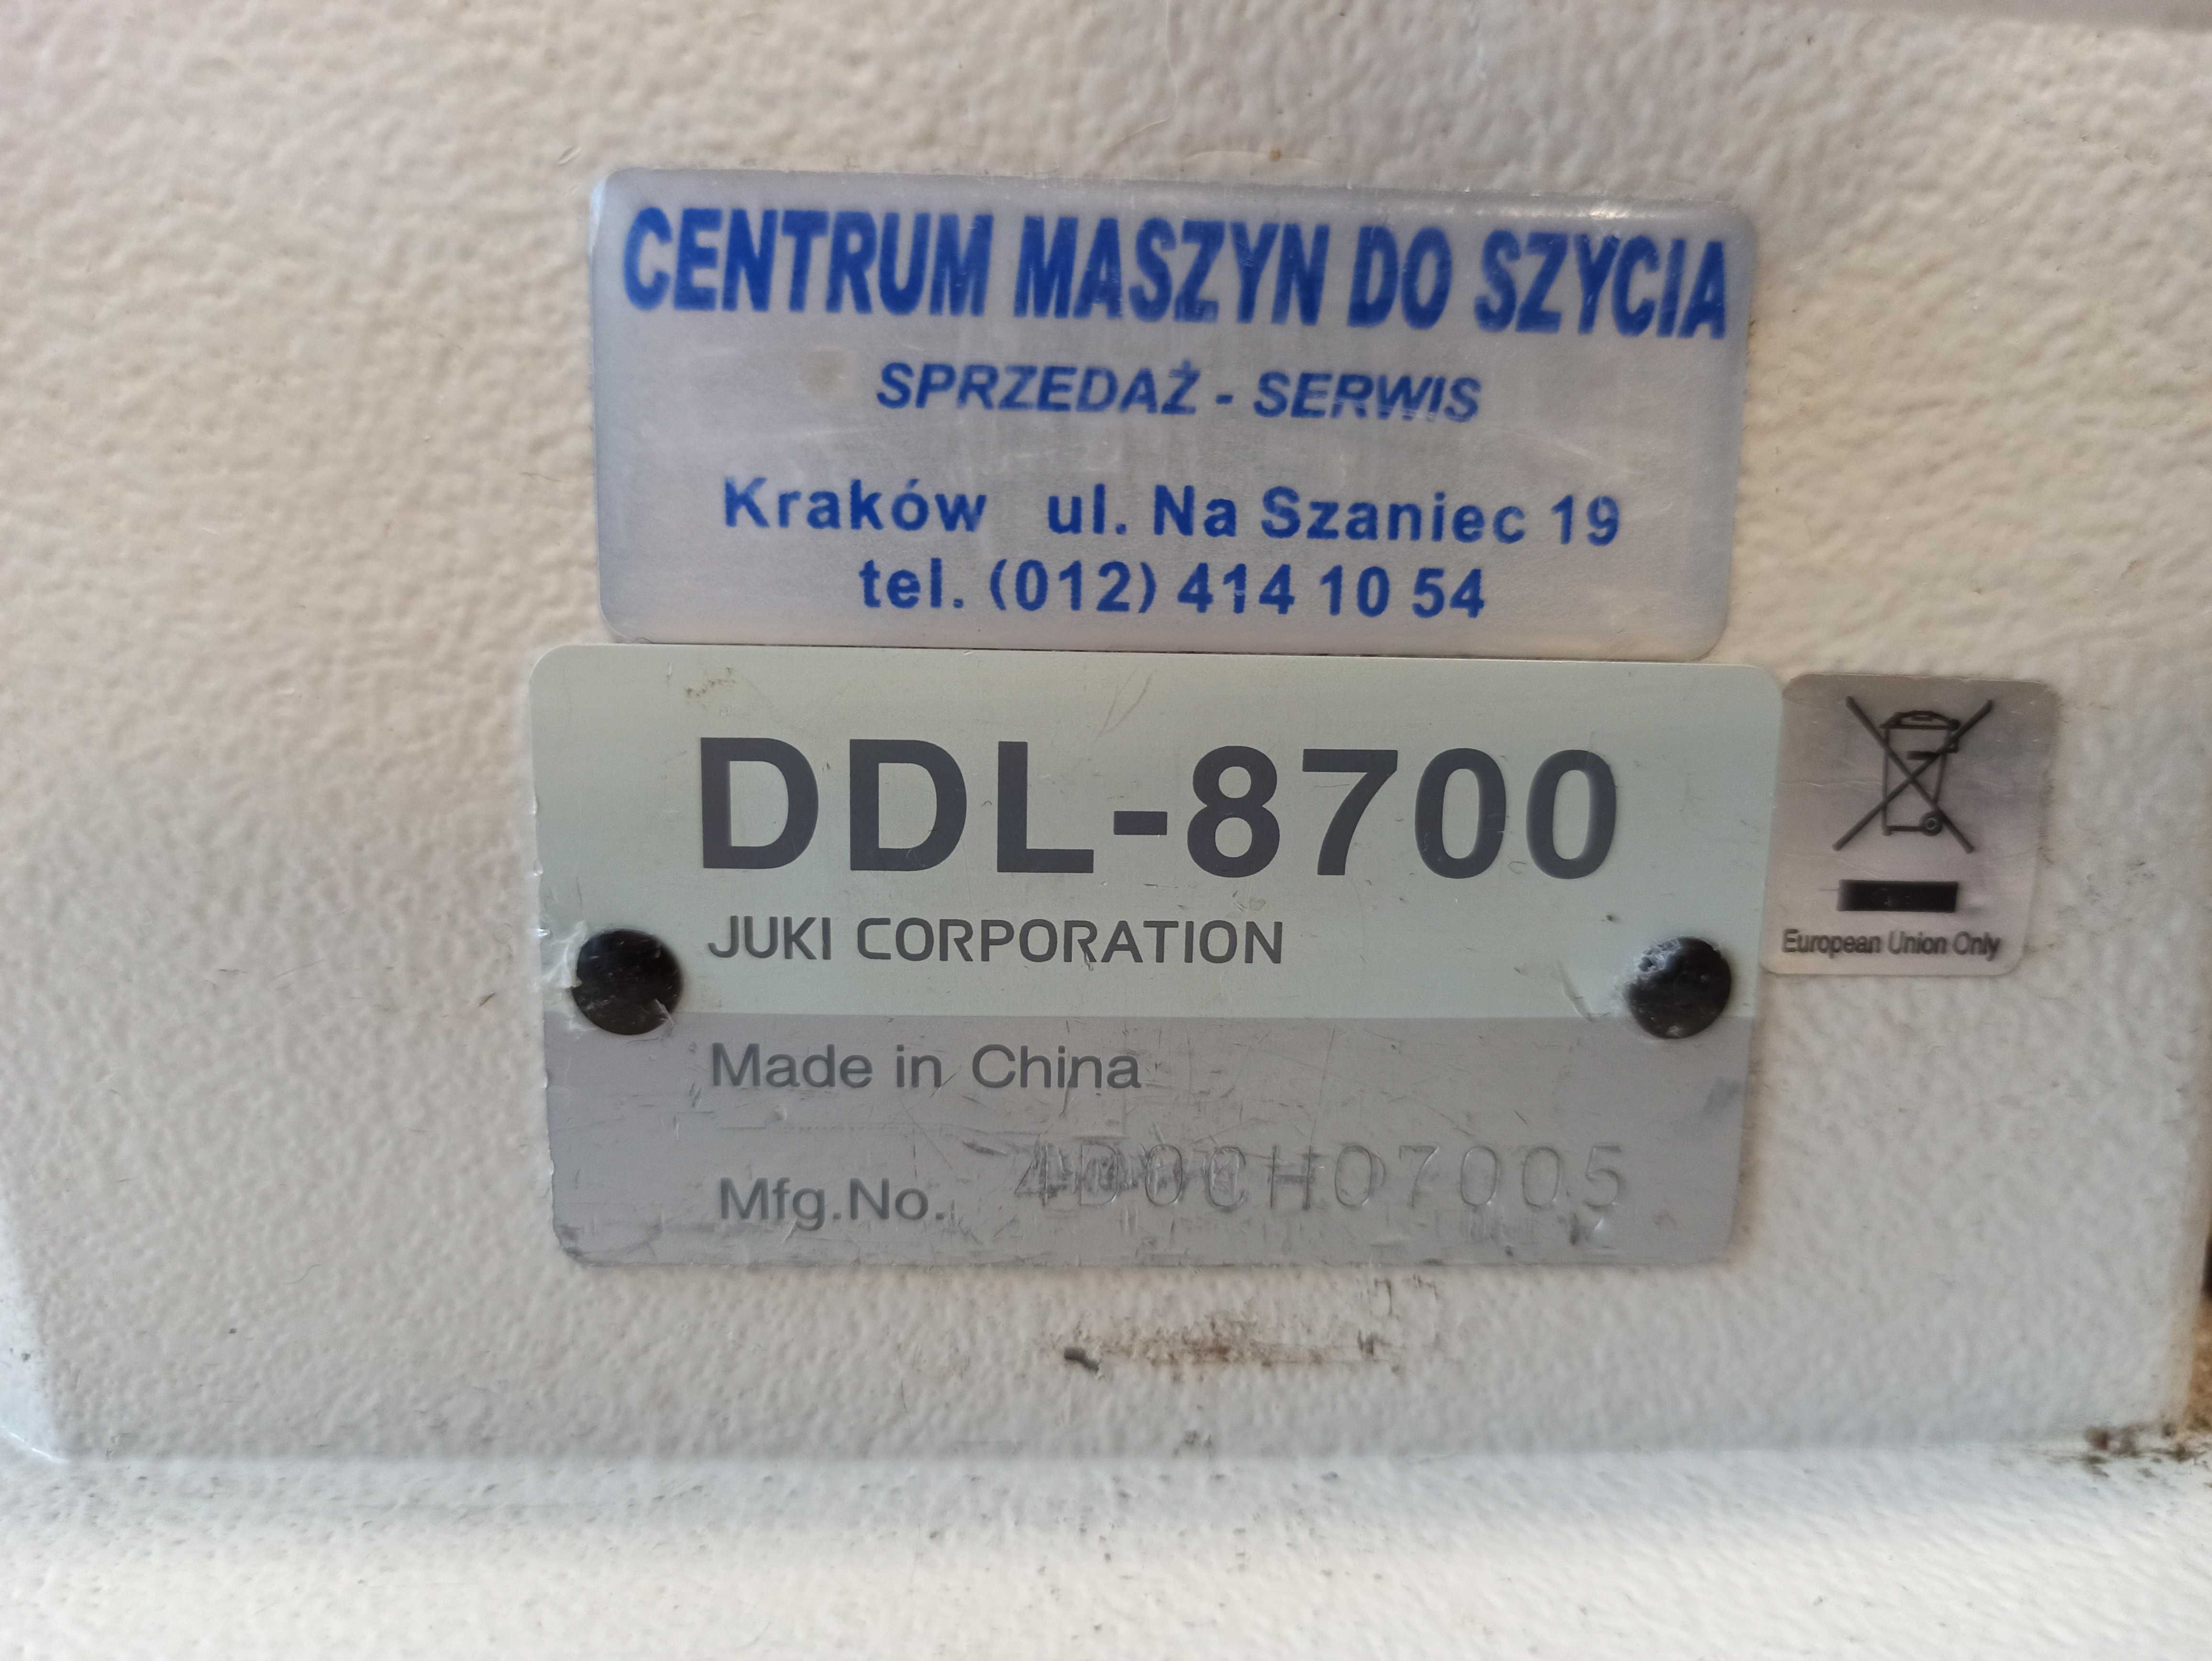 CENTRUM MASZYN DO SZYCIA
SPRZEDAŻ - SERWIS
Kraków ul. Na Szaniec 19
tel. (012) 414 10 54
DDL-8700
JUKI CORPORATION
Made in China
Mfg.No.
European Union Only